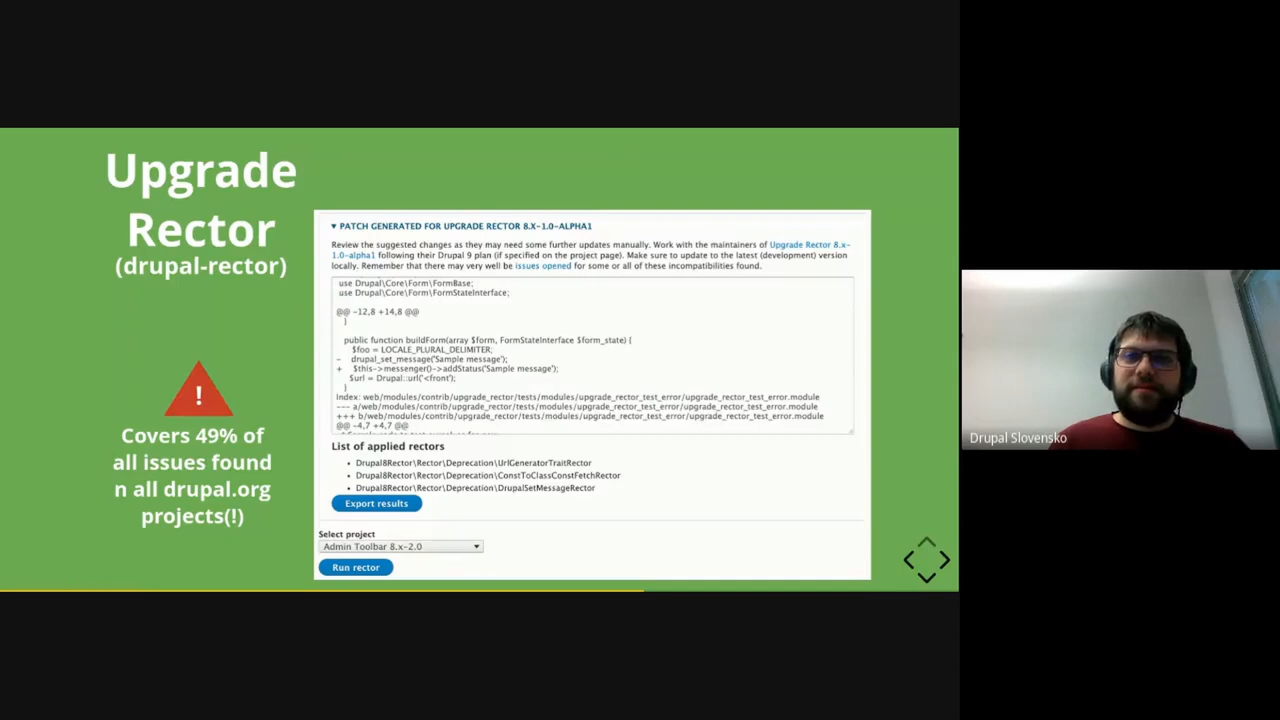 Upgrade
Rector
(drupal-rector)
!
Covers 49% of
all issues found
n all drupal.org
projects(!)
▼ PATCH GENERATED FOR UPGRADE RECTOR 8.X-1.0-ALPHA1
Review the suggested changes as they may need some further updates manually. Work with the maintainers of Upgrade Rector 8.x-
1.0-alpha1 following their Drupal 9 plan (if specified on the project page). Make sure to update to the latest (development) version
locally. Remember that there may very well be issues opened for some or all of these incompatibilities found.
use Drupal\Core\Form\FormBase;
use Drupal\Core\Form\FormStateInterface;
@@ -12,8 +14,8 @@
}
public function buildForm(array $form, FormStateInterface $form_state) {
$foo = LOCALE_PLURAL_DELIMITER;
- drupal_set_message('Sample message');
+ $this->messenger()->addStatus('Sample message');
$url = Drupal::url('<front');
}
Index: web/modules/contrib/upgrade_rector/tests/modules/upgrade_rector_test_error/upgrade_rector_test_error.module
--- a/web/modules/contrib/upgrade_rector/tests/modules/upgrade_rector_test_error/upgrade_rector_test_error.module
+++ b/web/modules/contrib/upgrade_rector/tests/modules/upgrade_rector_test_error/upgrade_rector_test_error.module
@@ -4,7 +4,7 @@
List of applied rectors
• Drupal8Rector\Rector\Deprecation\UrlGeneratorTraitRector
• Drupal8Rector\Rector\Deprecation\ConstToClassConstFetchRector
• Drupal8Rector\Rector\Deprecation\DrupalSetMessageRector
Export results
Select project
Admin Toolbar 8.x-2.0
Run rector
Drupal Slovensko